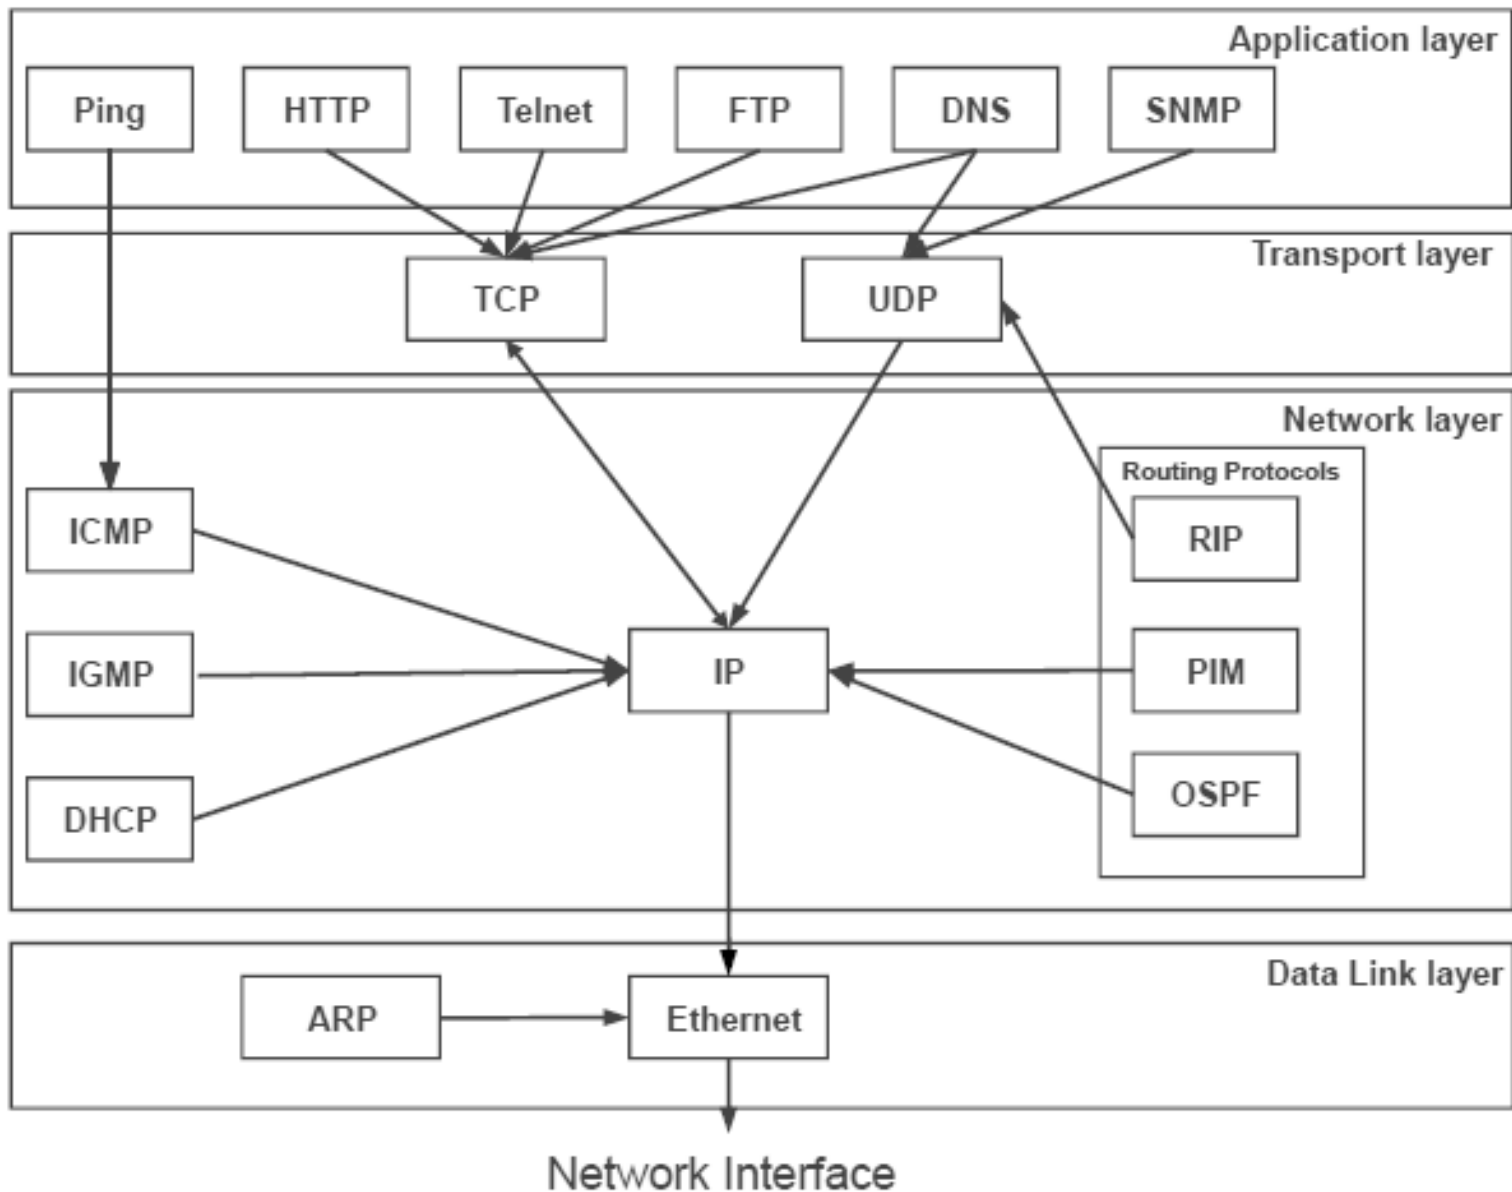 Application layer
Ping
HTTP
Telnet
FTP
DNS
SNMP
Transport layer
TCP
UDP
Network layer
Routing Protocols
ICMP
RIP
IGMP
IP
PIM
DHCP
OSPF
Data Link layer
ARP
Ethernet
Network Interface